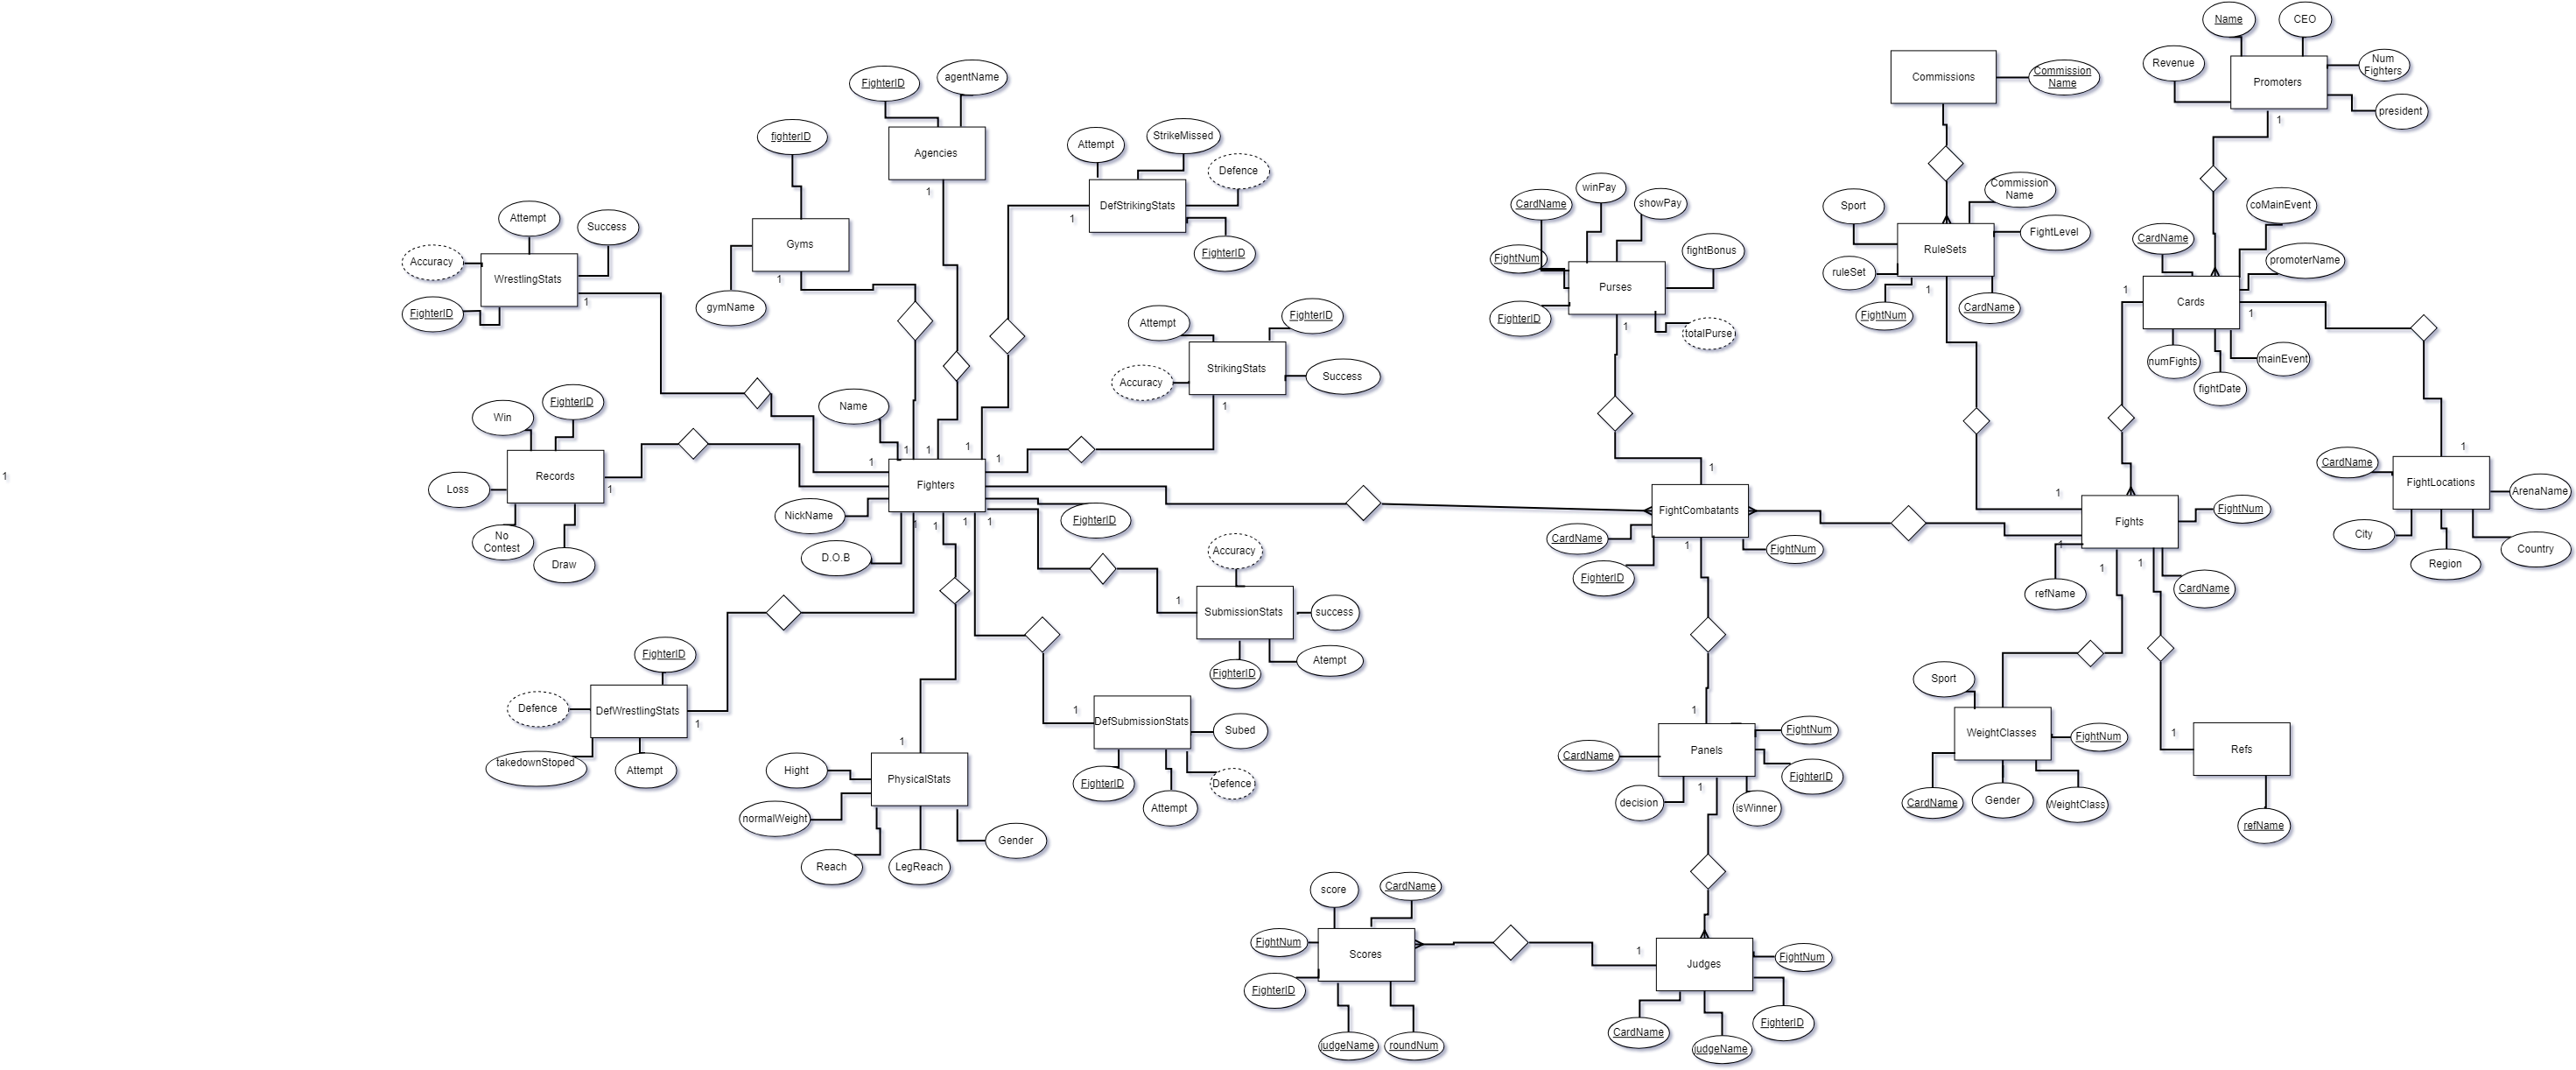 Name
CEO
Revenue
Num
Fighters
Promoters
president
1
Commissions
Commission
Name
FighterID
agentName
Agencies
1
fighterID
Gyms
1
gymName
Attempt
StrikeMissed
Defence
DefStrikingStats
1
FighterID
Attempt
Success
Accuracy
WrestlingStats
1
FighterID
CardName
winPay
showPay
FightNum
fightBonus
Purses
FighterID
1
totalPurse
Sport
Commission
Name
FightLevel
RuleSets
ruleSet
1
FightNum
CardName
coMainEvent
CardName
promoterName
1
Cards
1
numFights
mainEvent
fightDate
Attempt
FighterID
StrikingStats
Accuracy
Success
1
Win
FighterID
Records
Loss
1
No
Contest
Draw
1
Name
1
1
1
1
1
Fighters
NickName
FighterID
D.O.B
1
1
1
1
1
FightCombatants
CardName
1
FightNum
FighterID
1
Fights
FightNum
1
1
1
refName
CardName
1
CardName
FightLocations
ArenaName
City
Region
Country
Accuracy
1
SubmissionStats
success
FighterID
Atempt
FighterID
Defence
DefWrestlingStats
1
takedownStoped
Attempt
1
DefSubmissionStats
Subed
FighterID
Attempt
Defence
1
Hight
PhysicalStats
normalWeight
Gender
Reach
LegReach
1
FightNum
CardName
Panels
FighterID
1
decision
isWinner
Sport
WeightClasses
FightNum
CardName
Gender
WeightClass
1
Refs
refName
score
CardName
FightNum
Scores
1
FighterID
judgeName
roundNum
Judges
FightNum
CardName
judgeName
FighterID